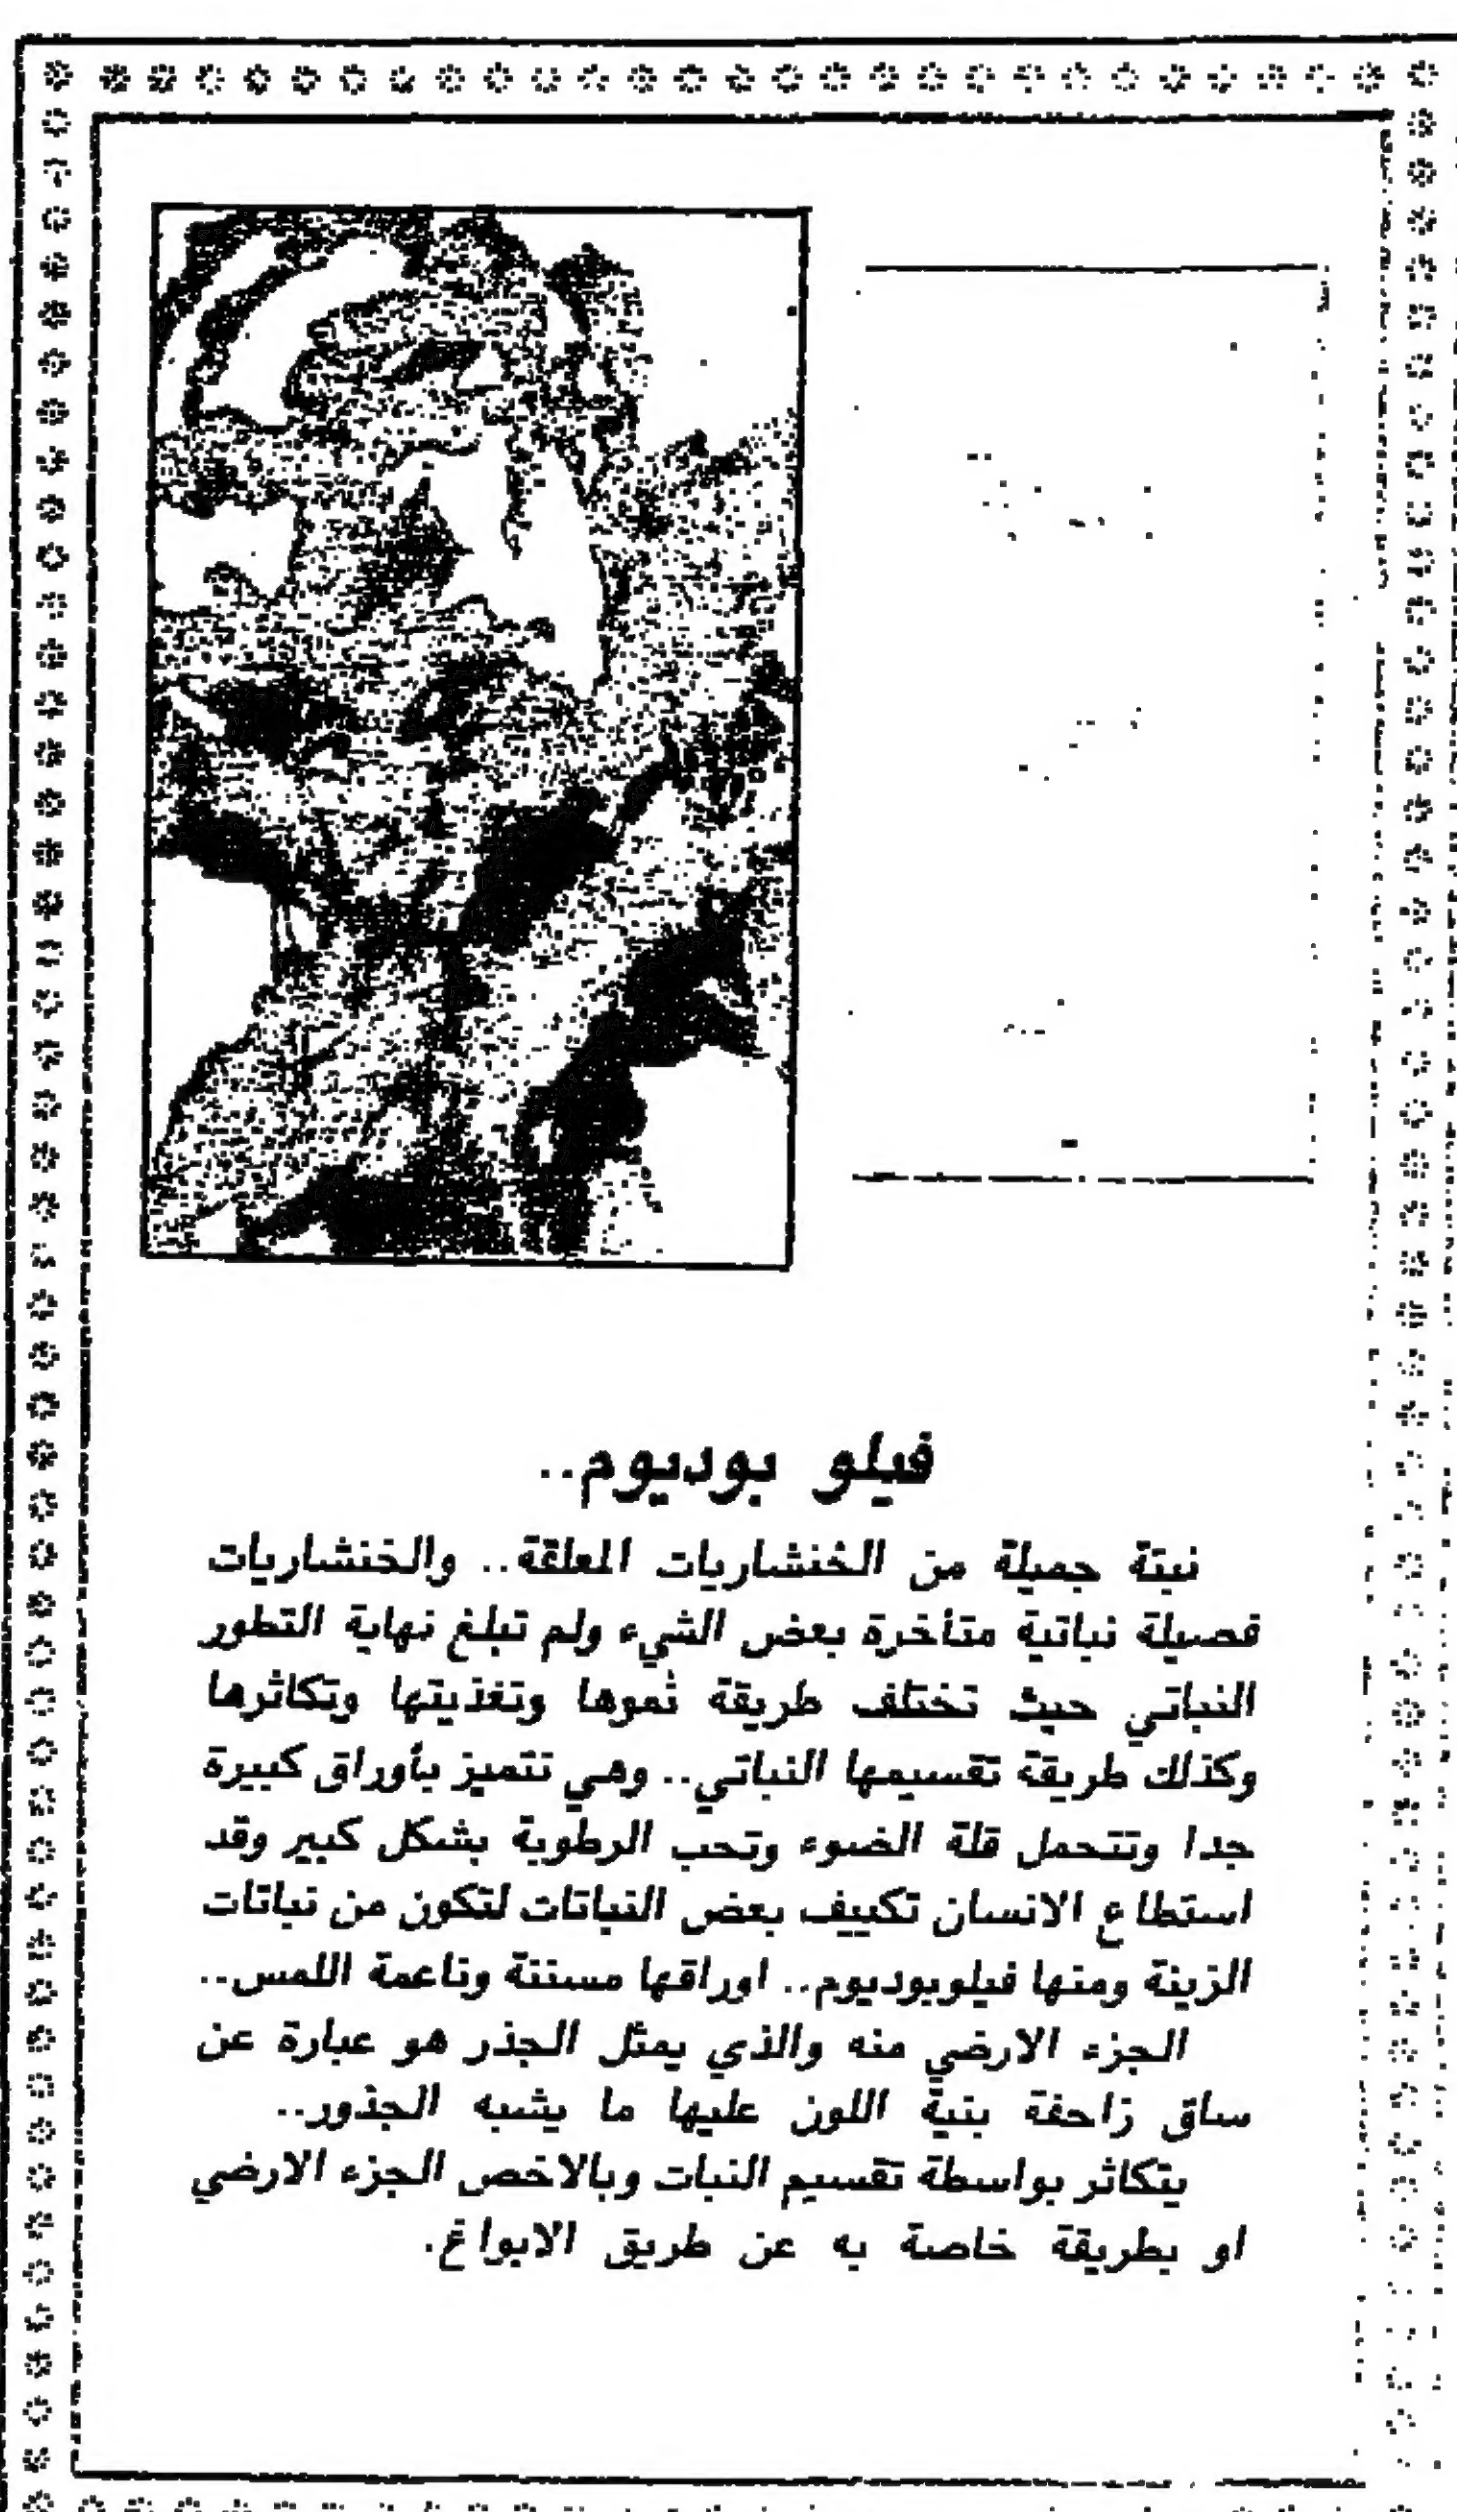 فيلو بوديوم..
نبتة جميلة من الخنشاريات المعلقة.. والخنشاريات
فصيلة نباتية متأخرة بعض الشيء ولم تبلغ نهاية التطور
النباتي حيث تختلف طريقة نموها وتغذيتها وتكاثرها
وكذلك طريقة تقسيمها النباتي.. وهي تتميز بأوراق كبيرة
جدا وتتحمل قلة الضوء وتحب الرطوبة بشكل كبير وقد
استطاع الانسان تكييف بعض النباتات لتكون من نباتات
الزينة ومنها فيلوبوديوم.. اوراقها مسننة وناعمة اللمس..
الجزء الارضي منه والذي يمثل الجذر هو عبارة عن
ساق زاحفة بنية اللون عليها ما يشبه الجذور..
يتكاثر بواسطة تقسيم النبات وبالاخص الجزء الارضي
او بطريقة خاصة به عن طريق الابواغ.